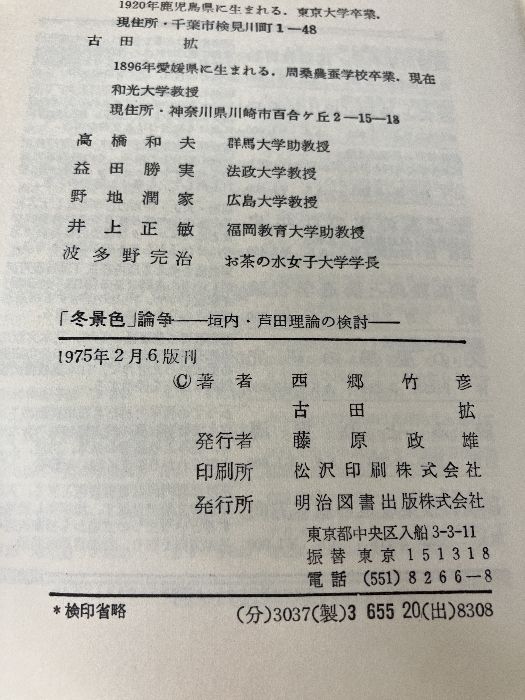 1920年鹿児島県に生まれる．東京大学卒業．
現住所・千葉市検見川町1―48
古田　拡
1896年愛媛県に生まれる．周桑農蚕学校卒業．現在
和光大学教授
現住所・神奈川県川崎市百合ケ丘2―15―18
高橋和夫　群馬大学助教授
益田勝実　法政大学教授
野地潤家　広島大学教授
井上正敏　福岡教育大学助教授
波多野完治　お茶の水女子大学学長
「冬景色」論争――垣内・芦田理論の検討――
1975年2月6.版刊
©著者　西郷竹彦
古田　拡
発行者　藤原政雄
印刷所　松沢印刷株式会社
発行所　明治図書出版株式会社
東京都中央区入船3-3-11
振替東京151318
電話 (551) 8266―8
*検印省略　(分)3037(製)3 655 20(出)8308